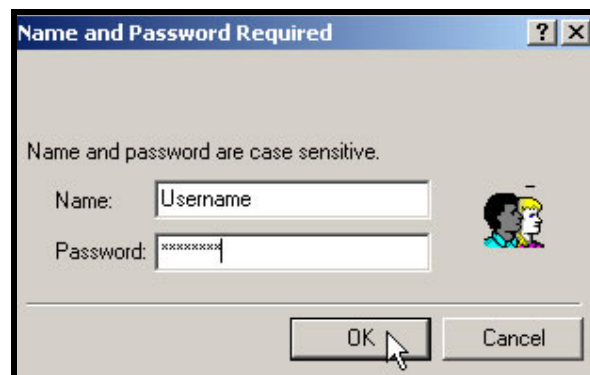 Name and Password Required
Name and password are case sensitive.
Name: Username
Password: ********
OK Cancel